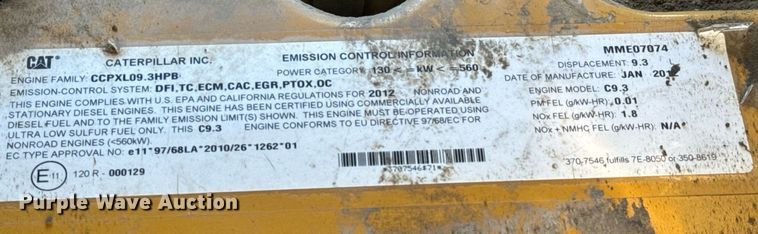 CAT CATERPILLAR INC. EMISSION CONTROL INFORMATION MME07074
ENGINE FAMILY: CCPXL09.3HPB POWER CATEGORY: 130 <=kW<=560 DISPLACEMENT: 9.3 L
EMISSION-CONTROL SYSTEM: DFI,TC,ECM,CAC,EGR,PTOX,OC DATE OF MANUFACTURE: JAN
THIS ENGINE COMPLIES WITH U.S. EPA AND CALIFORNIA REGULATIONS FOR 2012 NONROAD AND ENGINE MODEL: C9.3
STATIONARY DIESEL ENGINES. THIS ENGINE HAS BEEN CERTIFIED USING COMMERCIALLY AVAILABLE PM FEL (g/kW-HR): 0.01
DIESEL FUEL AND TO THE FAMILY EMISSION LIMIT(S) SHOWN. THIS ENGINE MUST BE OPERATED WITH NOx FEL (g/kW-HR): 1.8
ULTRA LOW SULFUR FUEL ONLY. THIS C9.3 ENGINE CONFORMS TO EU DIRECTIVE 97/68/EC FOR NOx + NMHC FEL (g/kW-HR): N/A
NONROAD ENGINES (<560kW).
EC TYPE APPROVAL NO: e11*97/68LA*2010/26*1262*01
E11 120 R - 000129
370-7546 fulfills 7E-8050 or 350-8619
Purple Wave Auction